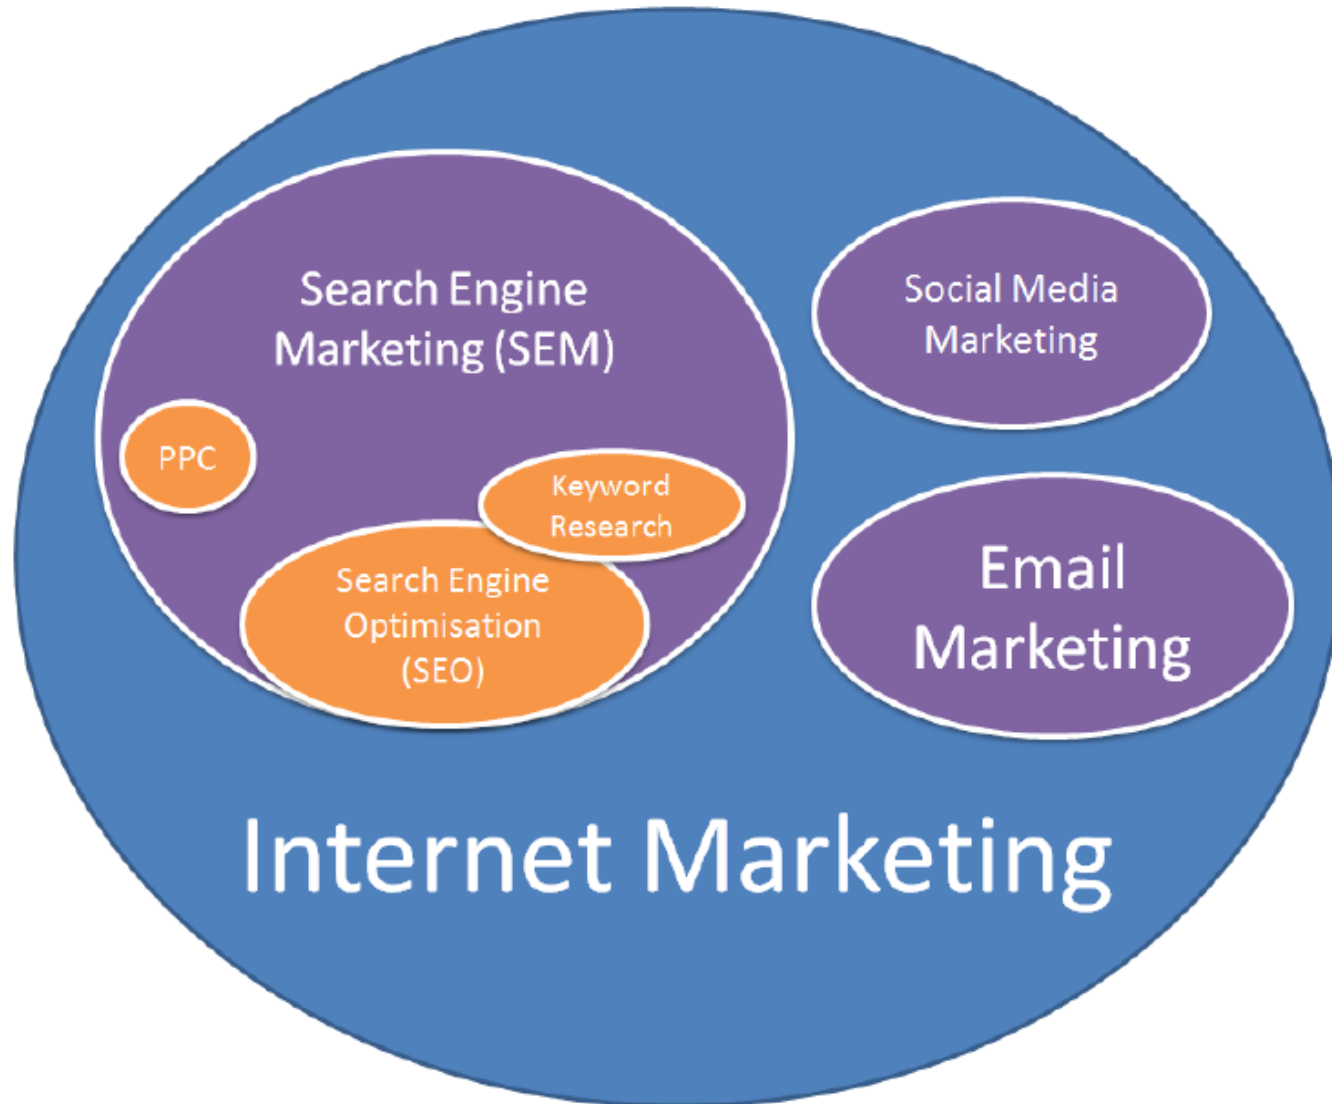 Search Engine
Marketing (SEM)
Social Media
Marketing
PPC
Keyword
Research
Search Engine
Optimisation
(SEO)
Email
Marketing
Internet Marketing